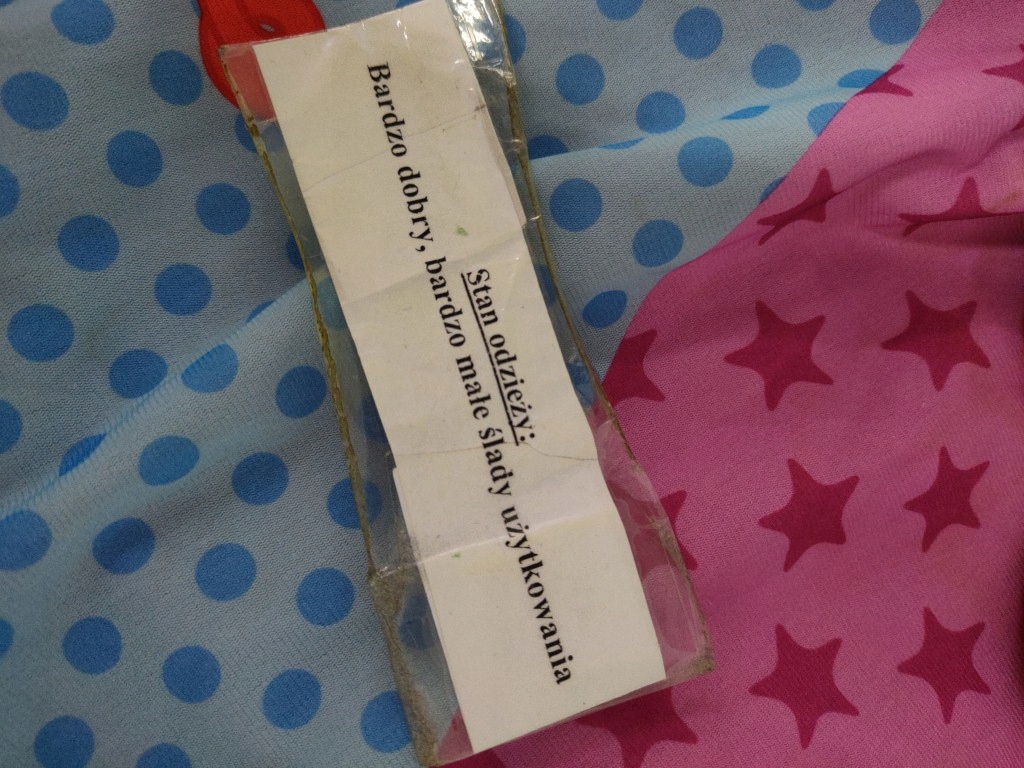 Stan odzieży:
Bardzo dobry, bardzo małe ślady użytkowania